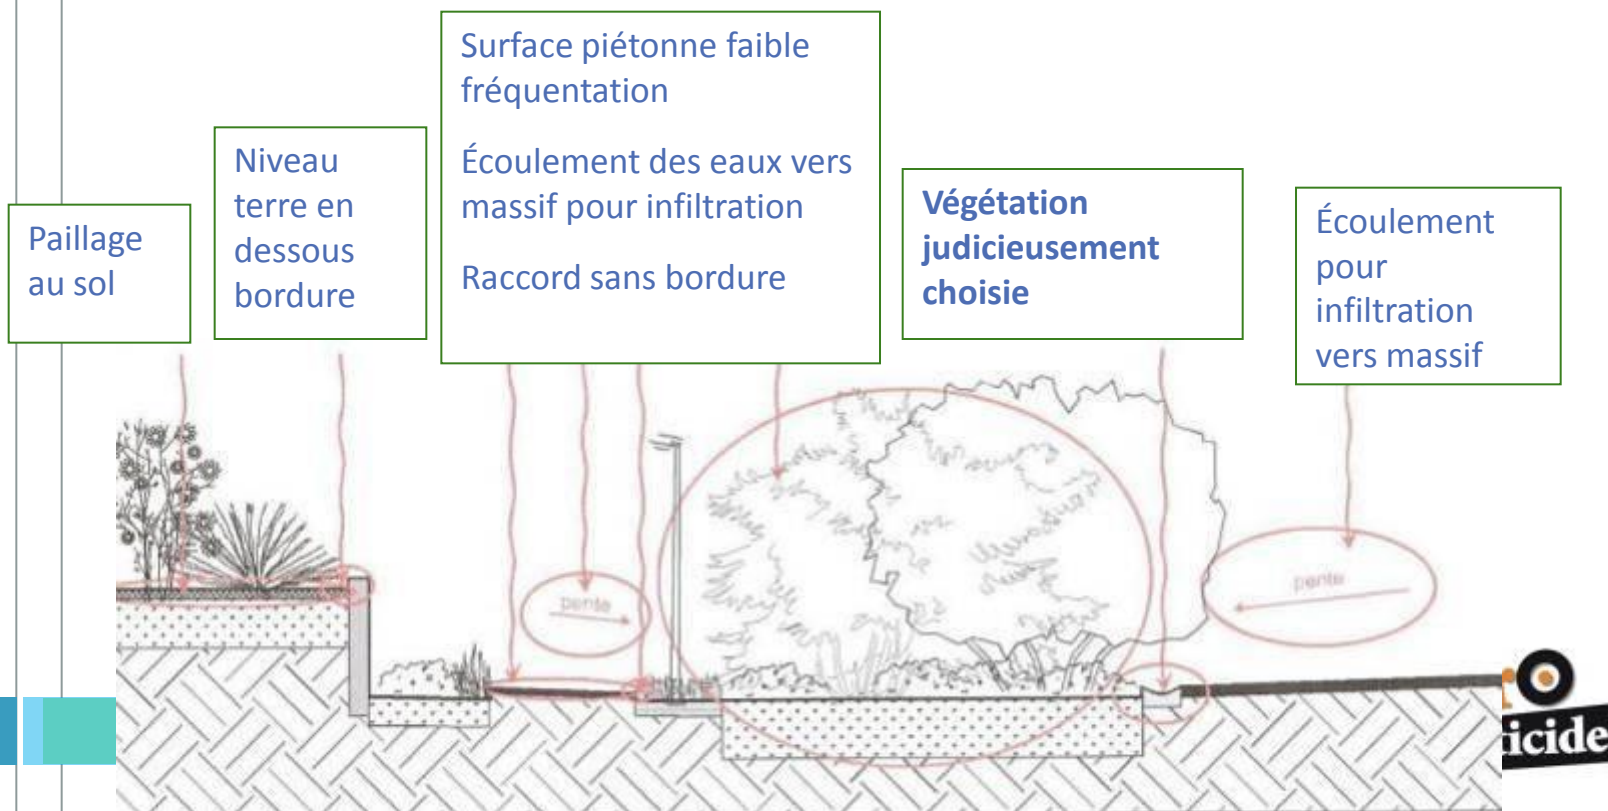 Paillage
au sol
Niveau
terre en
dessous
bordure
Surface piétonne faible
fréquentation
Écoulement des eaux vers
massif pour infiltration
Raccord sans bordure
Végétation
judicieusement
choisie
Écoulement
pour
infiltration
vers massif
pente
pente
ro
icide